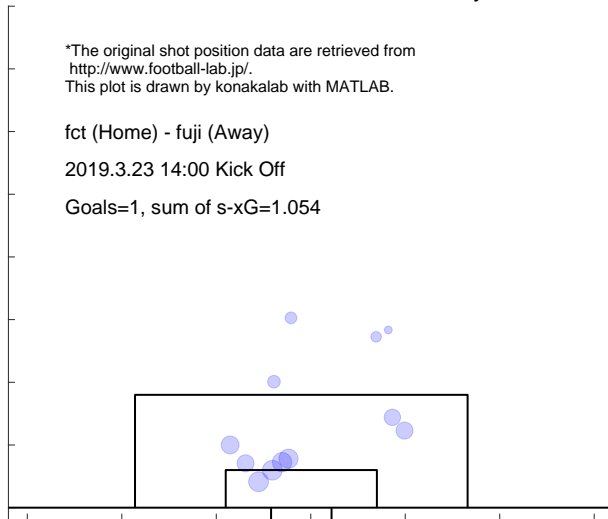 *The original shot position data are retrieved from
http://www.football-lab.jp/.
This plot is drawn by konakalab with MATLAB.
fct (Home) - fuji (Away)
2019.3.23 14:00 Kick Off
Goals=1, sum of s-xG=1.054